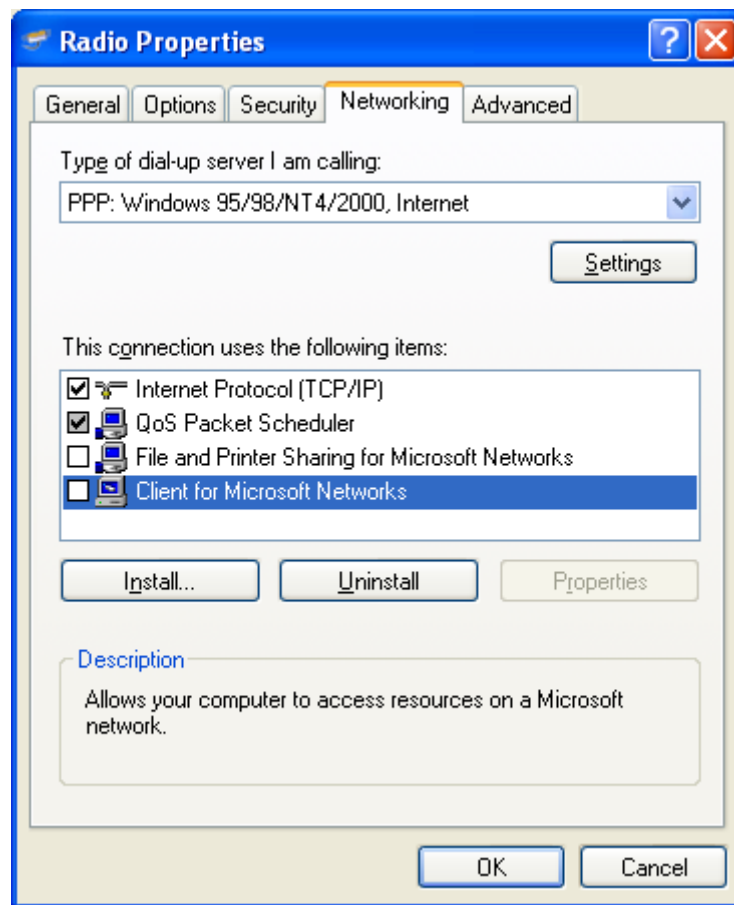 Radio Properties
General Options Security Networking Advanced
Type of dial-up server I am calling:
PPP: Windows 95/98/NT4/2000, Internet
Settings
This connection uses the following items:
Internet Protocol (TCP/IP)
QoS Packet Scheduler
File and Printer Sharing for Microsoft Networks
Client for Microsoft Networks
Install... Uninstall Properties
Description
Allows your computer to access resources on a Microsoft
network.
OK Cancel